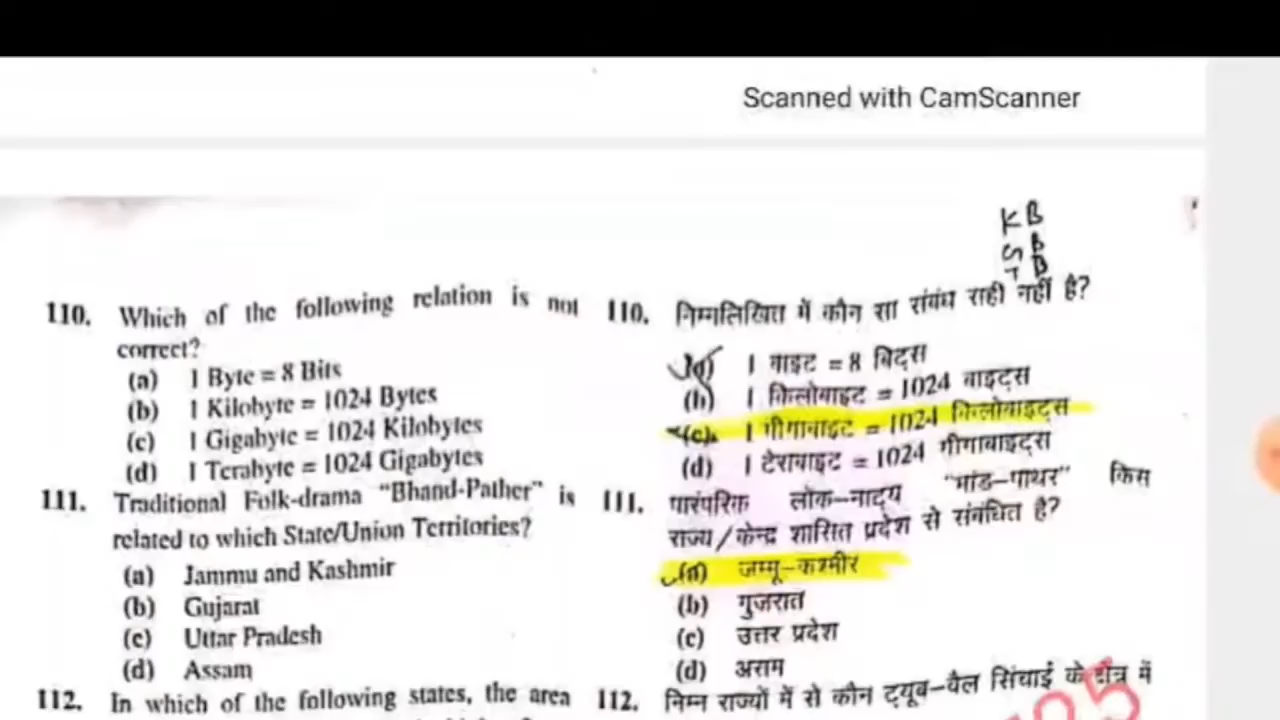 Scanned with CamScanner
KB
GB
TB
110. Which of the following relation is not
correct?
(a) 1 Byte = 8 Bits
(b) 1 Kilobyte = 1024 Bytes
(c) 1 Gigabyte = 1024 Kilobytes
(d) 1 Terabyte = 1024 Gigabytes
111. Traditional Folk-drama "Bhand-Pather" is
related to which State/Union Territories?
(a) Jammu and Kashmir
(b) Gujarat
(c) Uttar Pradesh
(d) Assam
112. In which of the following states, the area
110. निम्नलिखित में कौन सा संबंध सही नहीं है?
(a) 1 बाइट = 8 बिट्स
(b) 1 किलोबाइट = 1024 बाइट्स
(c) 1 गीगाबाइट = 1024 किलोबाइट्स
(d) 1 टेराबाइट = 1024 गीगाबाइट्स
111. पारंपरिक लोक-नाट्य "भांड-पाथर" किस
राज्य/केन्द्र शासित प्रदेश से संबंधित है?
(a) जम्मू-कश्मीर
(b) गुजरात
(c) उत्तर प्रदेश
(d) असम
112. निम्न राज्यों में से कौन ट्यूब-वैल सिंचाई के क्षेत्र में